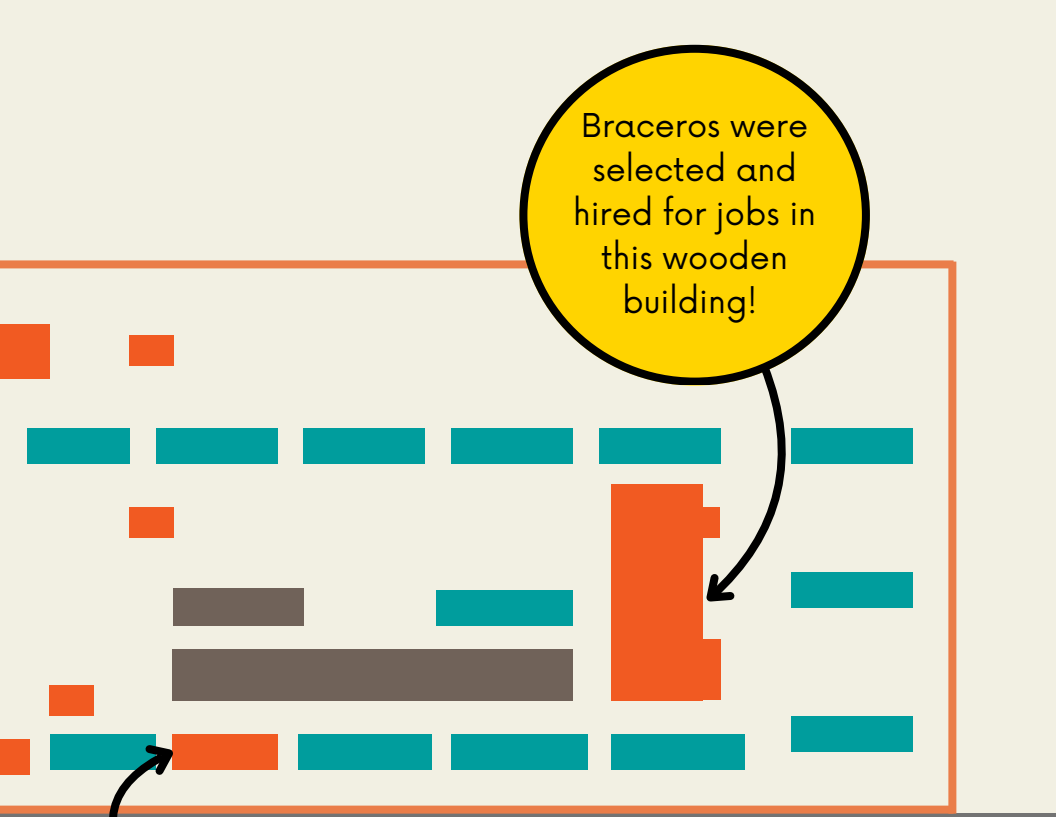 Braceros were
selected and
hired for jobs in
this wooden
building!